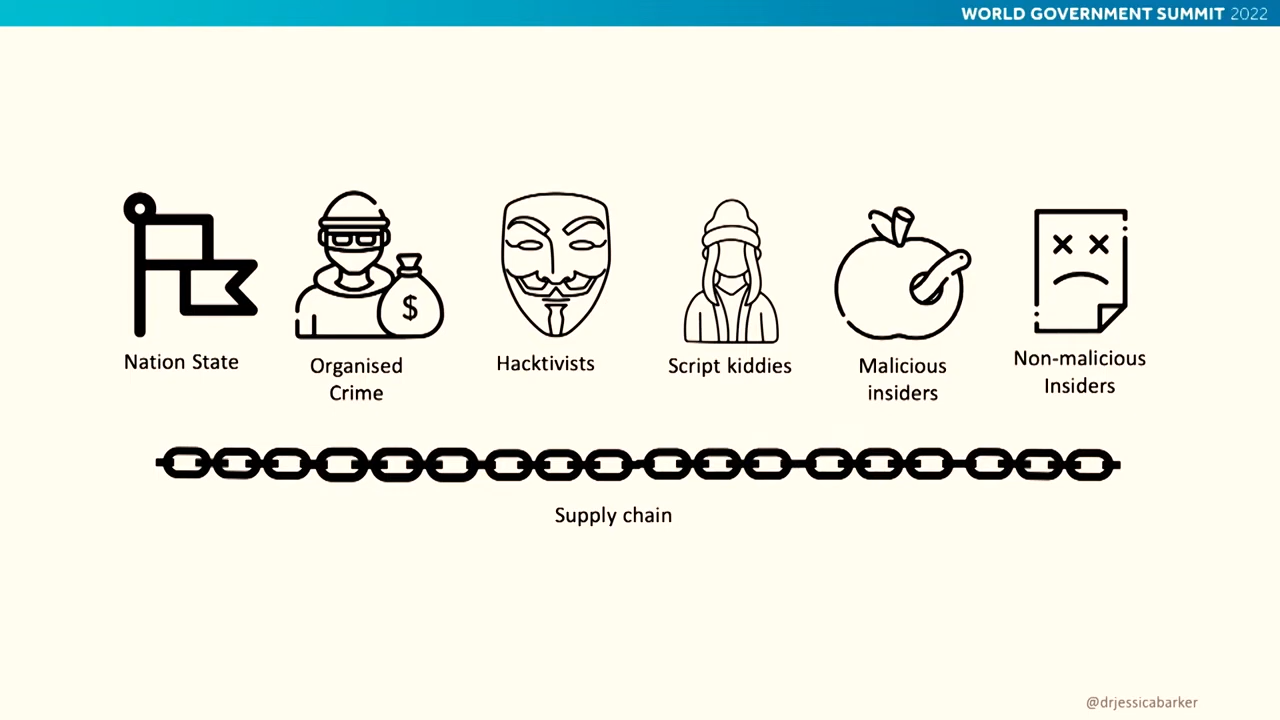 WORLD GOVERNMENT SUMMIT 2022
$
Nation State
Organised
Crime
Hacktivists
Script kiddies
Malicious
insiders
Non-malicious
Insiders
Supply chain
@drjessicabarker